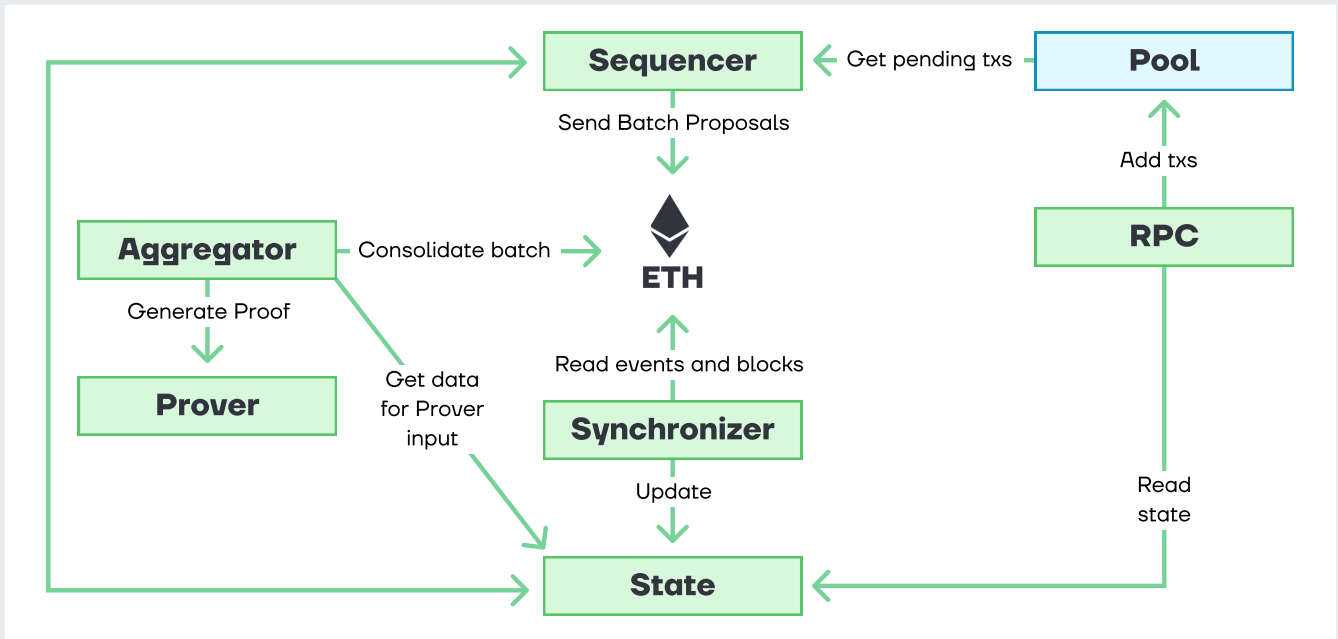 Sequencer
Get pending txs
Pool
Send Batch Proposals
Add txs
Aggregator
Consolidate batch
ETH
RPC
Generate Proof
Prover
Get data
for Prover
input
Read events and blocks
Synchronizer
Update
Read
state
State